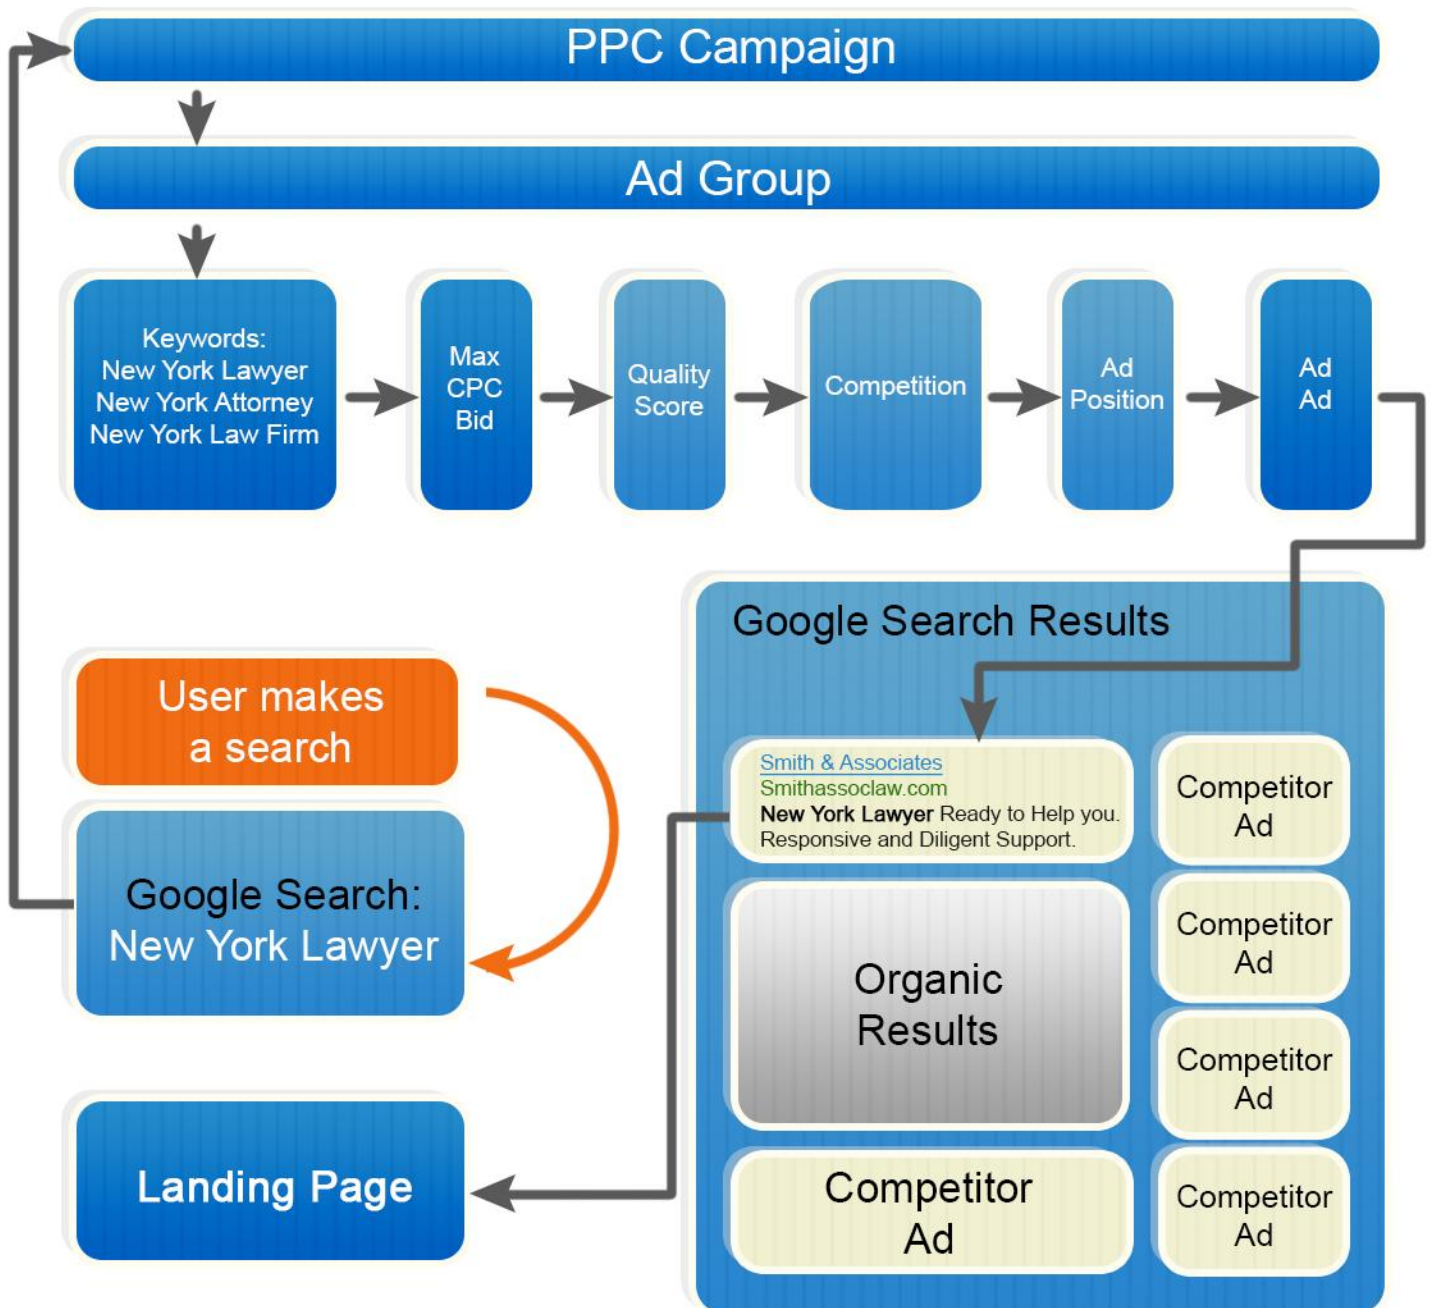 PPC Campaign
Ad Group
Keywords:
New York Lawyer
New York Attorney
New York Law Firm
Max
CPC
Bid
Quality
Score
Competition
Ad
Position
Ad
Ad
User makes
a search
Google Search:
New York Lawyer
Landing Page
Google Search Results
Smith & Associates
Smithassoclaw.com
New York Lawyer Ready to Help you.
Responsive and Diligent Support.
Organic
Results
Competitor
Ad
Competitor
Ad
Competitor
Ad
Competitor
Ad
Competitor
Ad